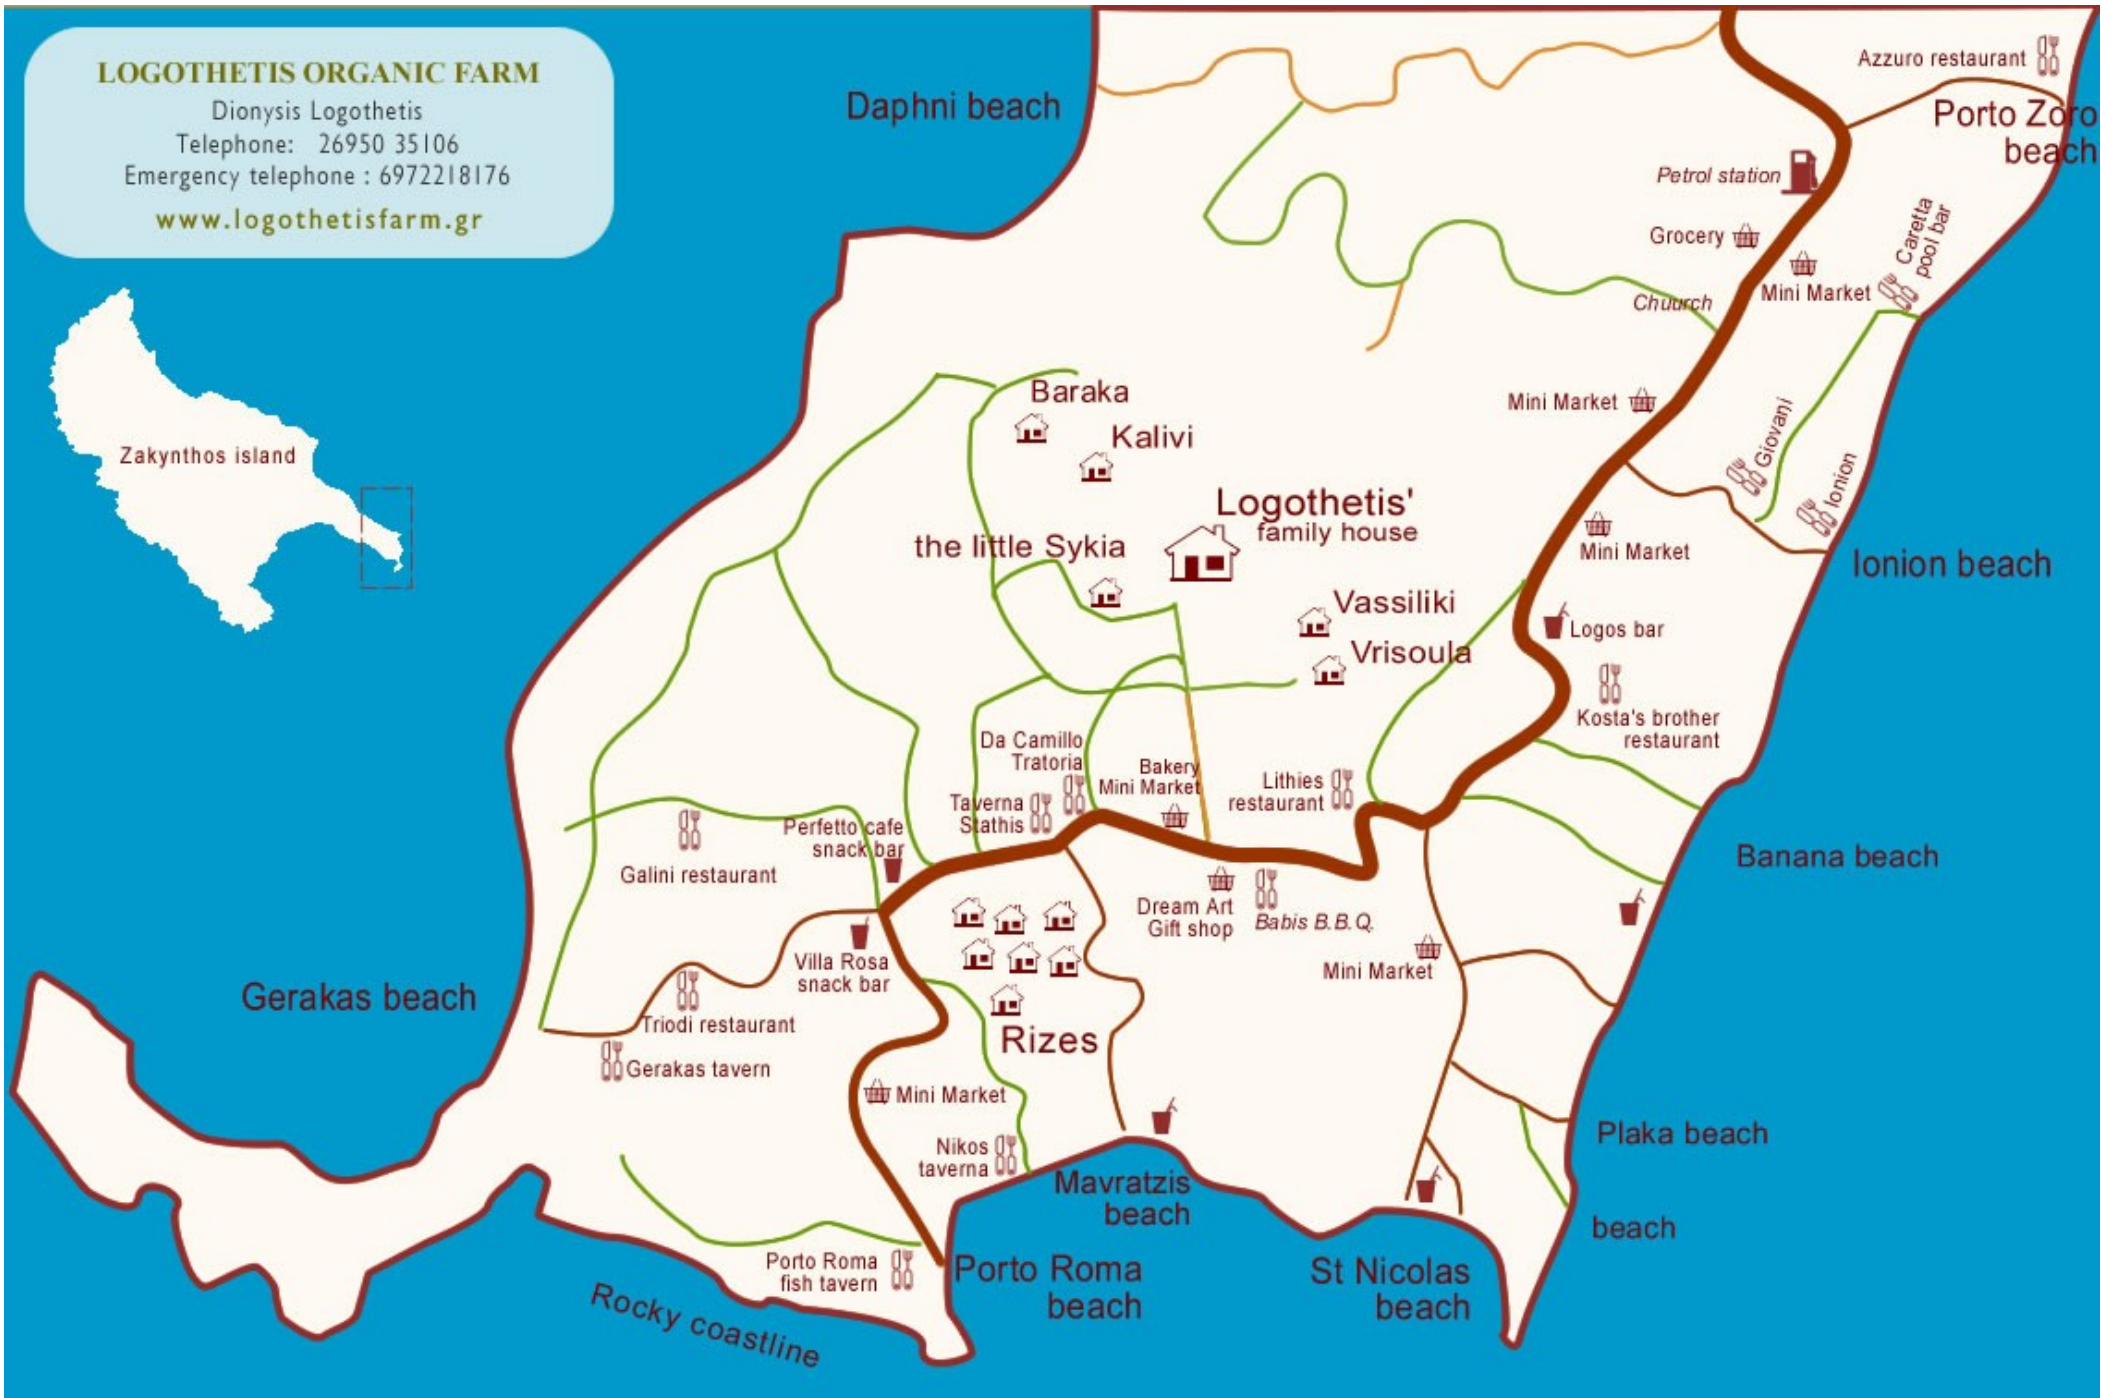 LOGOTHETIS ORGANIC FARM
Dionysis Logothetis
Telephone: 26950 35106
Emergency telephone : 6972218176
www.logothetisfarm.gr
Zakynthos island
Daphni beach
Azzuro restaurant
Porto Zoro
beach
Petrol station
Grocery
Caretta
pool bar
Mini Market
Chuurch
Baraka
Kalivi
Mini Market
Giovani
Ionion
Logothetis'
family house
the little Sykia
Mini Market
Ionion beach
Vassiliki
Logos bar
Vrisoula
Kosta's brother
restaurant
Da Camillo
Tratoria
Bakery
Mini Market
Lithies
restaurant
Taverna
Stathis
Perfetto cafe
snack bar
Galini restaurant
Banana beach
Dream Art
Gift shop
Babis B.B.Q.
Villa Rosa
snack bar
Mini Market
Gerakas beach
Triodi restaurant
Rizes
Gerakas tavern
Mini Market
Plaka beach
Nikos
taverna
Mavratzis
beach
beach
Porto Roma
fish tavern
Porto Roma
beach
St Nicolas
beach
Rocky coastline